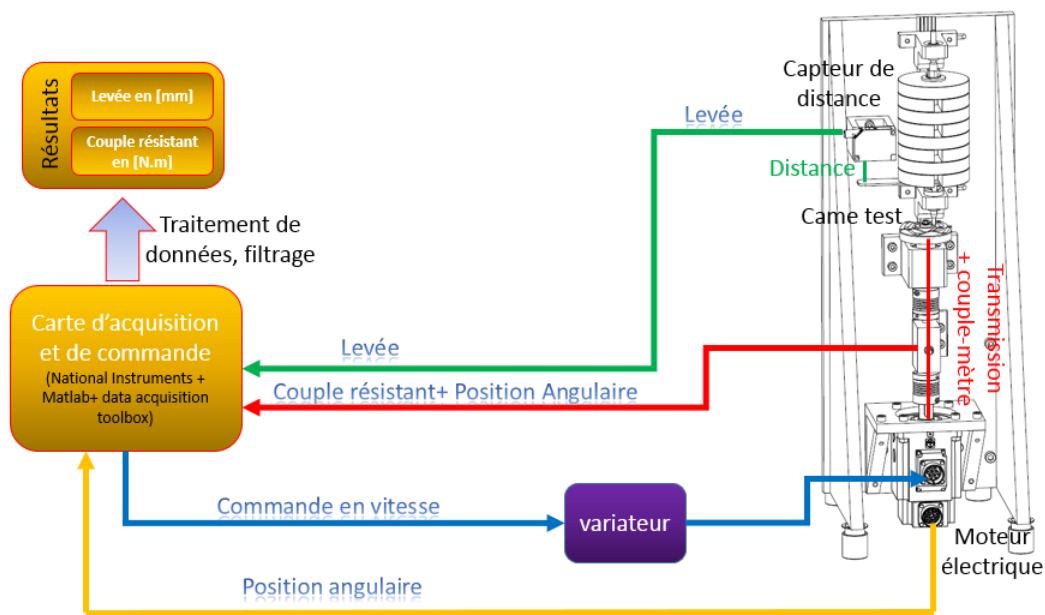 Résultats
Levée en [mm]
Couple résistant
en [N.m]
Traitement de
données, filtrage
Carte d'acquisition
et de commande
(National Instruments +
Matlab+ data acquisition
toolbox)
Capteur de
distance
Levée
Distance
Came test
Transmission
+ couple-mètre
Levée
Couple résistant+ Position Angulaire
Commande en vitesse
variateur
Moteur
électrique
Position angulaire